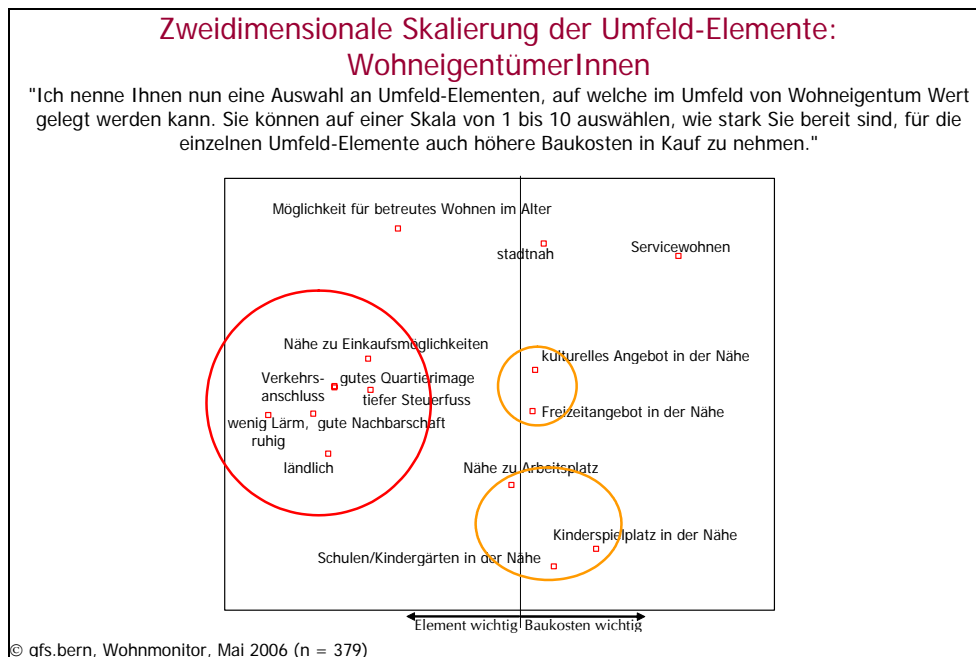 Zweidimensionale Skalierung der Umfeld-Elemente:
WohneigentümerInnen
"Ich nenne Ihnen nun eine Auswahl an Umfeld-Elementen, auf welche im Umfeld von Wohneigentum Wert
gelegt werden kann. Sie können auf einer Skala von 1 bis 10 auswählen, wie stark Sie bereit sind, für die
einzelnen Umfeld-Elemente auch höhere Baukosten in Kauf zu nehmen."
Möglichkeit für betreutes Wohnen im Alter
stadtnah
Servicewohnen
Nähe zu Einkaufsmöglichkeiten
kulturelles Angebot in der Nähe
Verkehrs-
anschluss
gutes Quartierimage
tiefer Steuerfuss
Freizeitangebot in der Nähe
wenig Lärm,
ruhig
gute Nachbarschaft
ländlich
Nähe zu Arbeitsplatz
Kinderspielplatz in der Nähe
Schulen/Kindergärten in der Nähe
Element wichtig
Baukosten wichtig
© gfs.bern, Wohnmonitor, Mai 2006 (n = 379)